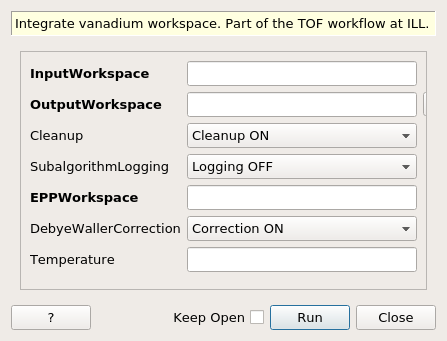 Integrate vanadium workspace. Part of the TOF workflow at ILL.
InputWorkspace
OutputWorkspace
Cleanup Cleanup ON
SubalgorithmLogging Logging OFF
EPPWorkspace
DebyeWallerCorrection Correction ON
Temperature
? Keep Open Run Close